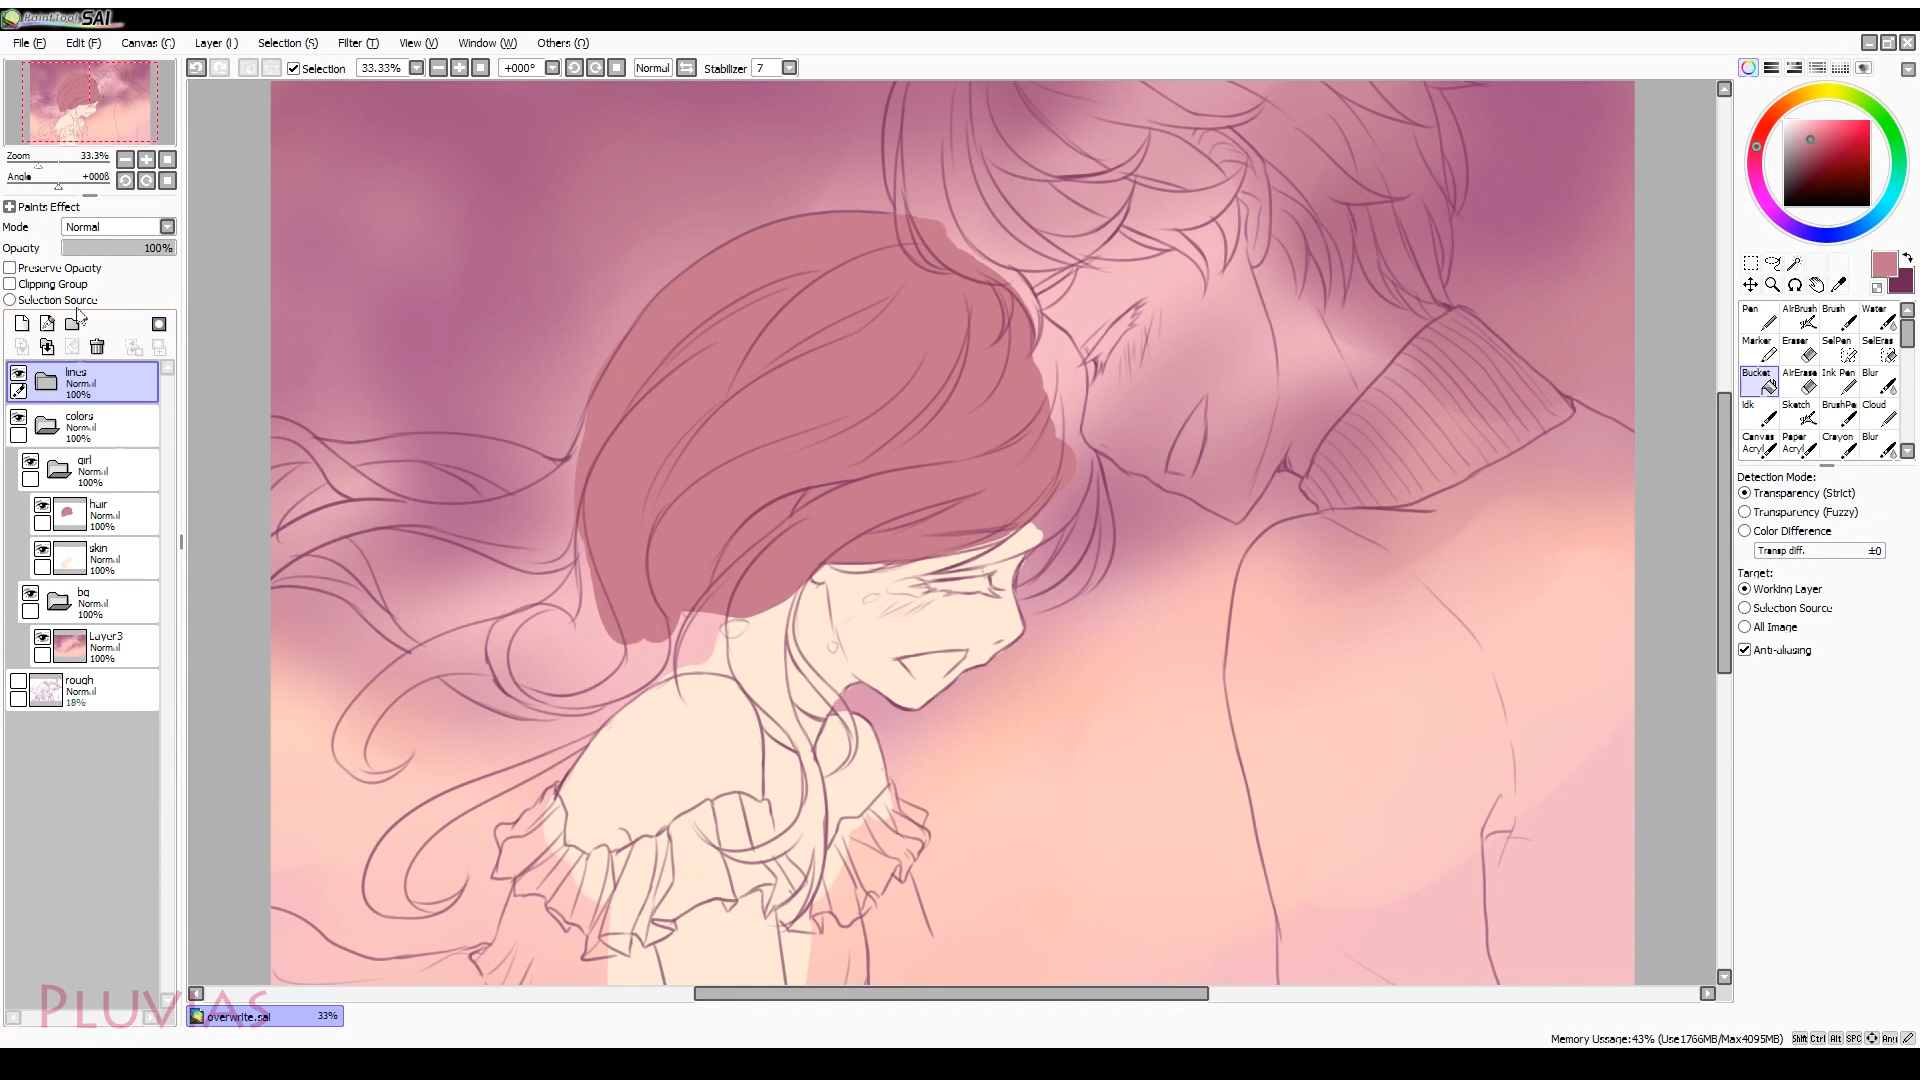 PaintTool SAI
File (F) Edit (F) Canvas (C) Layer (L) Selection (S) Filter (T) View (V) Window (W) Others (O)
Selection 33.33% +000° Normal Stabilizer 7
Zoom 33.3%
Angle +000ß
Paints Effect
Mode Normal
Opacity 100%
Preserve Opacity
Clipping Group
Selection Source
lines
Normal
100%
colors
Normal
100%
girl
Normal
100%
hair
Normal
100%
skin
Normal
100%
bg
Normal
100%
Layer3
Normal
100%
rough
Normal
18%
PLUVIAS
overwrite.sai 33%
Pen AirBrush Brush Water
Marker Eraser SelPen SelEras
Bucket AirErase Ink Pen Blur
Idk Sketch BrushPe Cloud
Canvas Paper Crayon Blur
Acryl Acryl
Detection Mode:
Transparency (Strict)
Transparency (Fuzzy)
Color Difference
Transp diff. ±0
Target:
Working Layer
Selection Source
All Image
Anti-aliasing
Memory Ussage:43% (Use1766MB/Max4095MB) Shift Ctrl Alt SPC Any